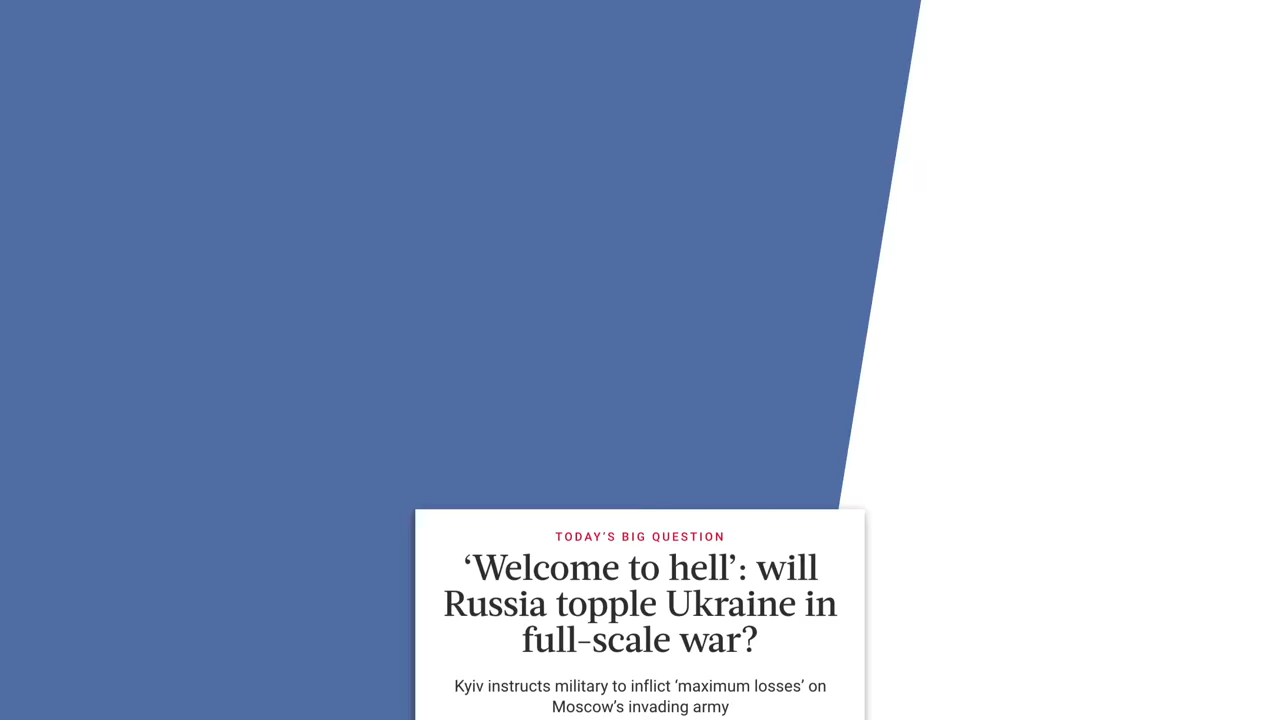 TODAY’S BIG QUESTION
‘Welcome to hell’: will
Russia topple Ukraine in
full-scale war?
Kyiv instructs military to inflict ‘maximum losses’ on
Moscow’s invading army